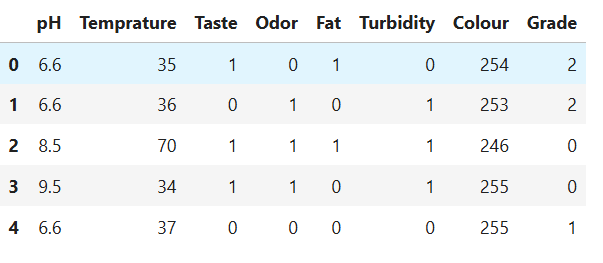 pH Temprature Taste Odor Fat Turbidity Colour Grade
0 6.6 35 1 0 1 0 254 2
1 6.6 36 0 1 0 1 253 2
2 8.5 70 1 1 1 1 246 0
3 9.5 34 1 1 0 1 255 0
4 6.6 37 0 0 0 0 255 1